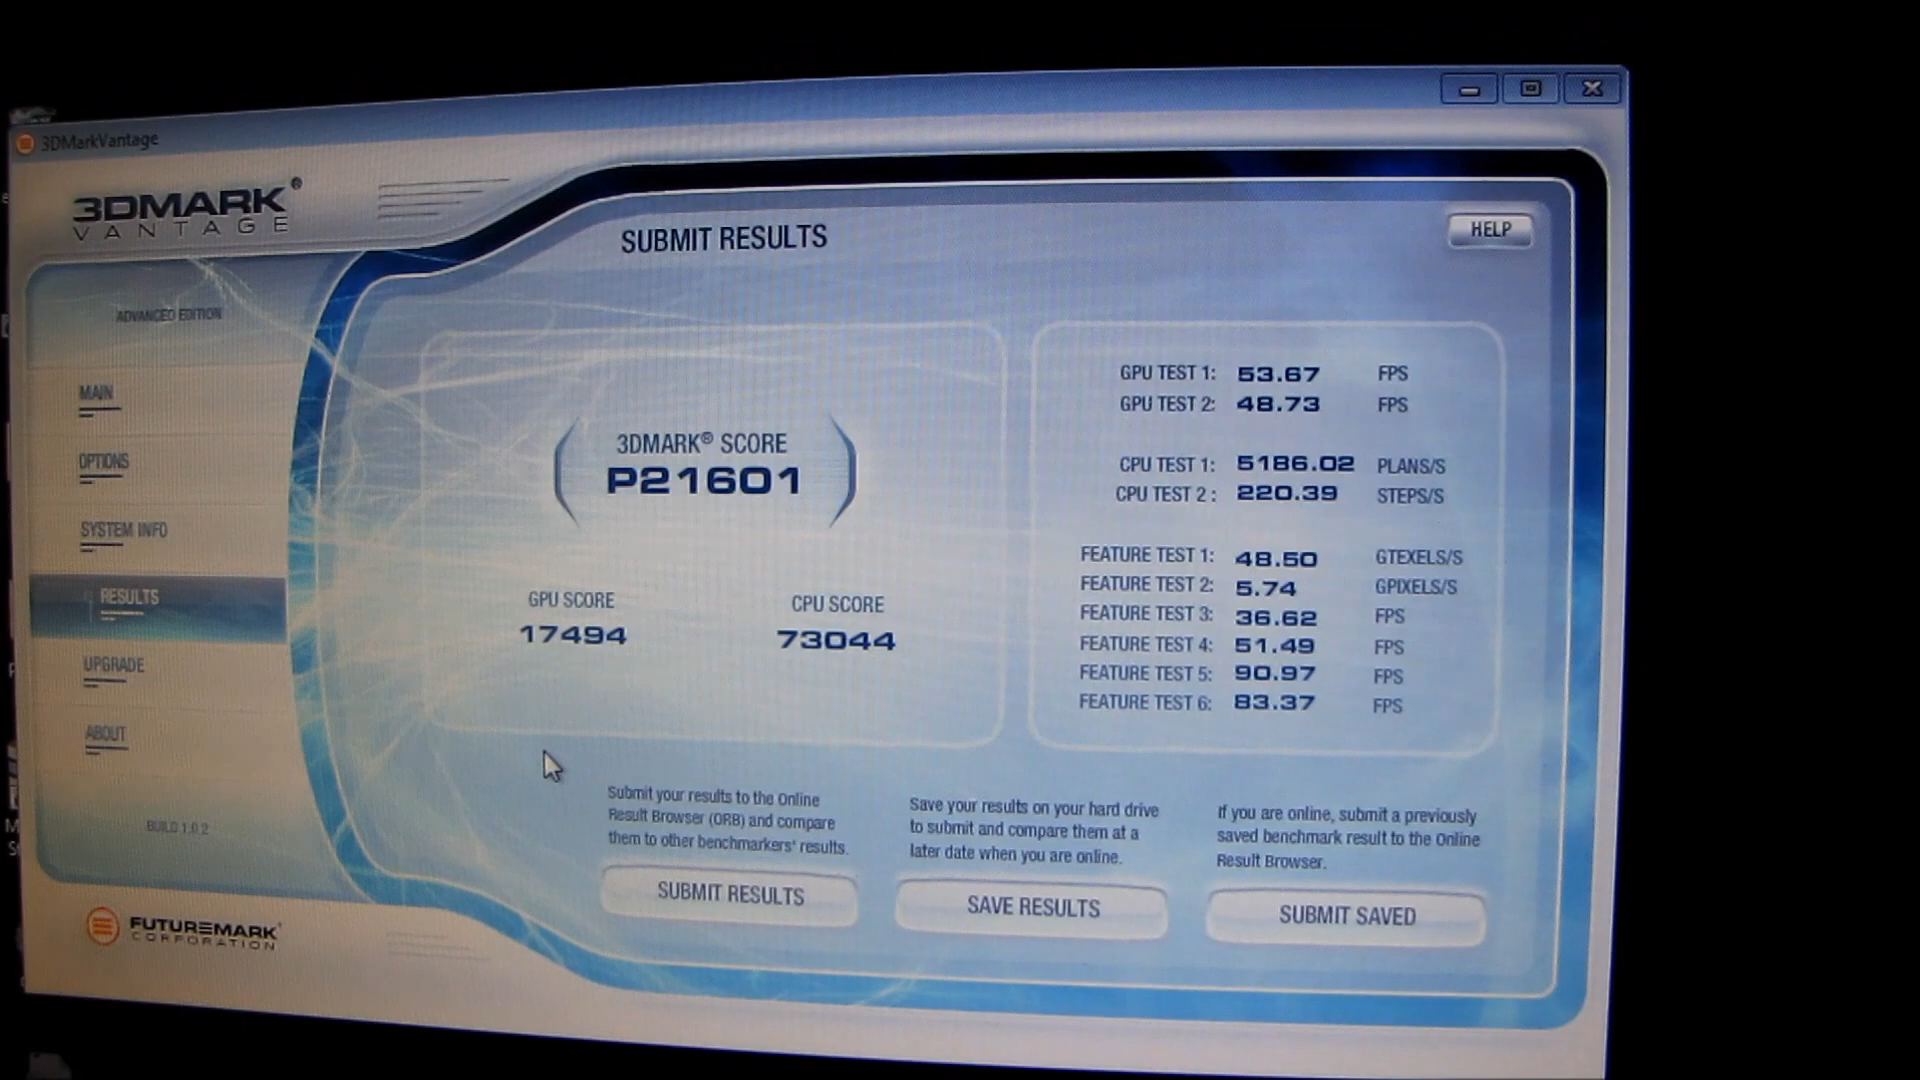 3DMarkVantage
3DMARK®
VANTAGE
SUBMIT RESULTS
HELP
ADVANCED EDITION
MAIN
OPTIONS
SYSTEM INFO
RESULTS
UPGRADE
ABOUT
BUILD 1.0.2
FUTUREMARK
CORPORATION
3DMARK® SCORE
P21601
GPU SCORE
17494
CPU SCORE
73044
GPU TEST 1: 53.67 FPS
GPU TEST 2: 48.73 FPS
CPU TEST 1: 5186.02 PLANS/S
CPU TEST 2 : 220.39 STEPS/S
FEATURE TEST 1: 48.50 GTEXELS/S
FEATURE TEST 2: 5.74 GPIXELS/S
FEATURE TEST 3: 36.62 FPS
FEATURE TEST 4: 51.49 FPS
FEATURE TEST 5: 90.97 FPS
FEATURE TEST 6: 83.37 FPS
Submit your results to the Online
Result Browser (ORB) and compare
them to other benchmarkers' results.
SUBMIT RESULTS
Save your results on your hard drive
to submit and compare them at a
later date when you are online.
SAVE RESULTS
If you are online, submit a previously
saved benchmark result to the Online
Result Browser.
SUBMIT SAVED